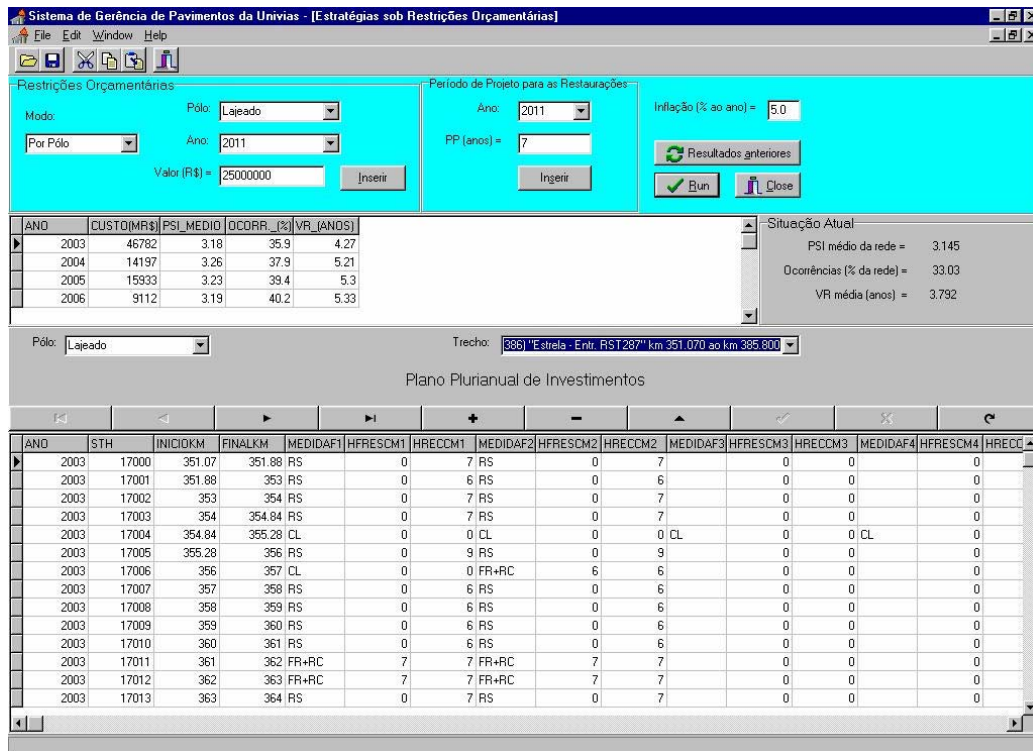 Sistema de Gerência de Pavimentos da Univias - [Estratégias sob Restrições Orçamentárias]
File Edit Window Help
Restrições Orçamentárias
Modo:
Por Pólo
Pólo: Lajeado
Ano: 2011
Valor (R$) = 25000000
Inserir
Período de Projeto para as Restaurações
Ano: 2011
PP (anos) = 7
Inserir
Inflação (% ao ano) = 5.0
Resultados anteriores
Run Close
ANO CUSTO(MR$) PSI_MEDIO OCORR._(%) VR_(ANOS)
2003 46782 3.18 35.9 4.27
2004 14197 3.26 37.9 5.21
2005 15933 3.23 39.4 5.3
2006 9112 3.19 40.2 5.33
Situação Atual
PSI médio da rede = 3.145
Ocorrências (% da rede) = 33.03
VR média (anos) = 3.792
Pólo: Lajeado
Trecho: 386) "Estrela - Entr. RST287" km 351.070 ao km 385.800
Plano Plurianual de Investimentos
ANO STH INICIOKM FINALKM MEDIDAF1 HFRESCM1 HRECCM1 MEDIDAF2 HFRESCM2 HRECCM2 MEDIDAF3 HFRESCM3 HRECCM3 MEDIDAF4 HFRESCM4 HRECC
2003 17000 351.07 351.88 RS 0 7 RS 0 7 0 0 0
2003 17001 351.88 353 RS 0 6 RS 0 6 0 0 0
2003 17002 353 354 RS 0 7 RS 0 7 0 0 0
2003 17003 354 354.84 RS 0 7 RS 0 7 0 0 0
2003 17004 354.84 355.28 CL 0 0 CL 0 0 CL 0 0 CL 0
2003 17005 355.28 356 RS 0 9 RS 0 9 0 0 0
2003 17006 356 357 CL 0 0 FR+RC 6 6 0 0 0
2003 17007 357 358 RS 0 6 RS 0 6 0 0 0
2003 17008 358 359 RS 0 6 RS 0 6 0 0 0
2003 17009 359 360 RS 0 6 RS 0 6 0 0 0
2003 17010 360 361 RS 0 6 RS 0 6 0 0 0
2003 17011 361 362 FR+RC 7 7 FR+RC 7 7 0 0 0
2003 17012 362 363 FR+RC 7 7 FR+RC 7 7 0 0 0
2003 17013 363 364 RS 0 7 RS 0 7 0 0 0